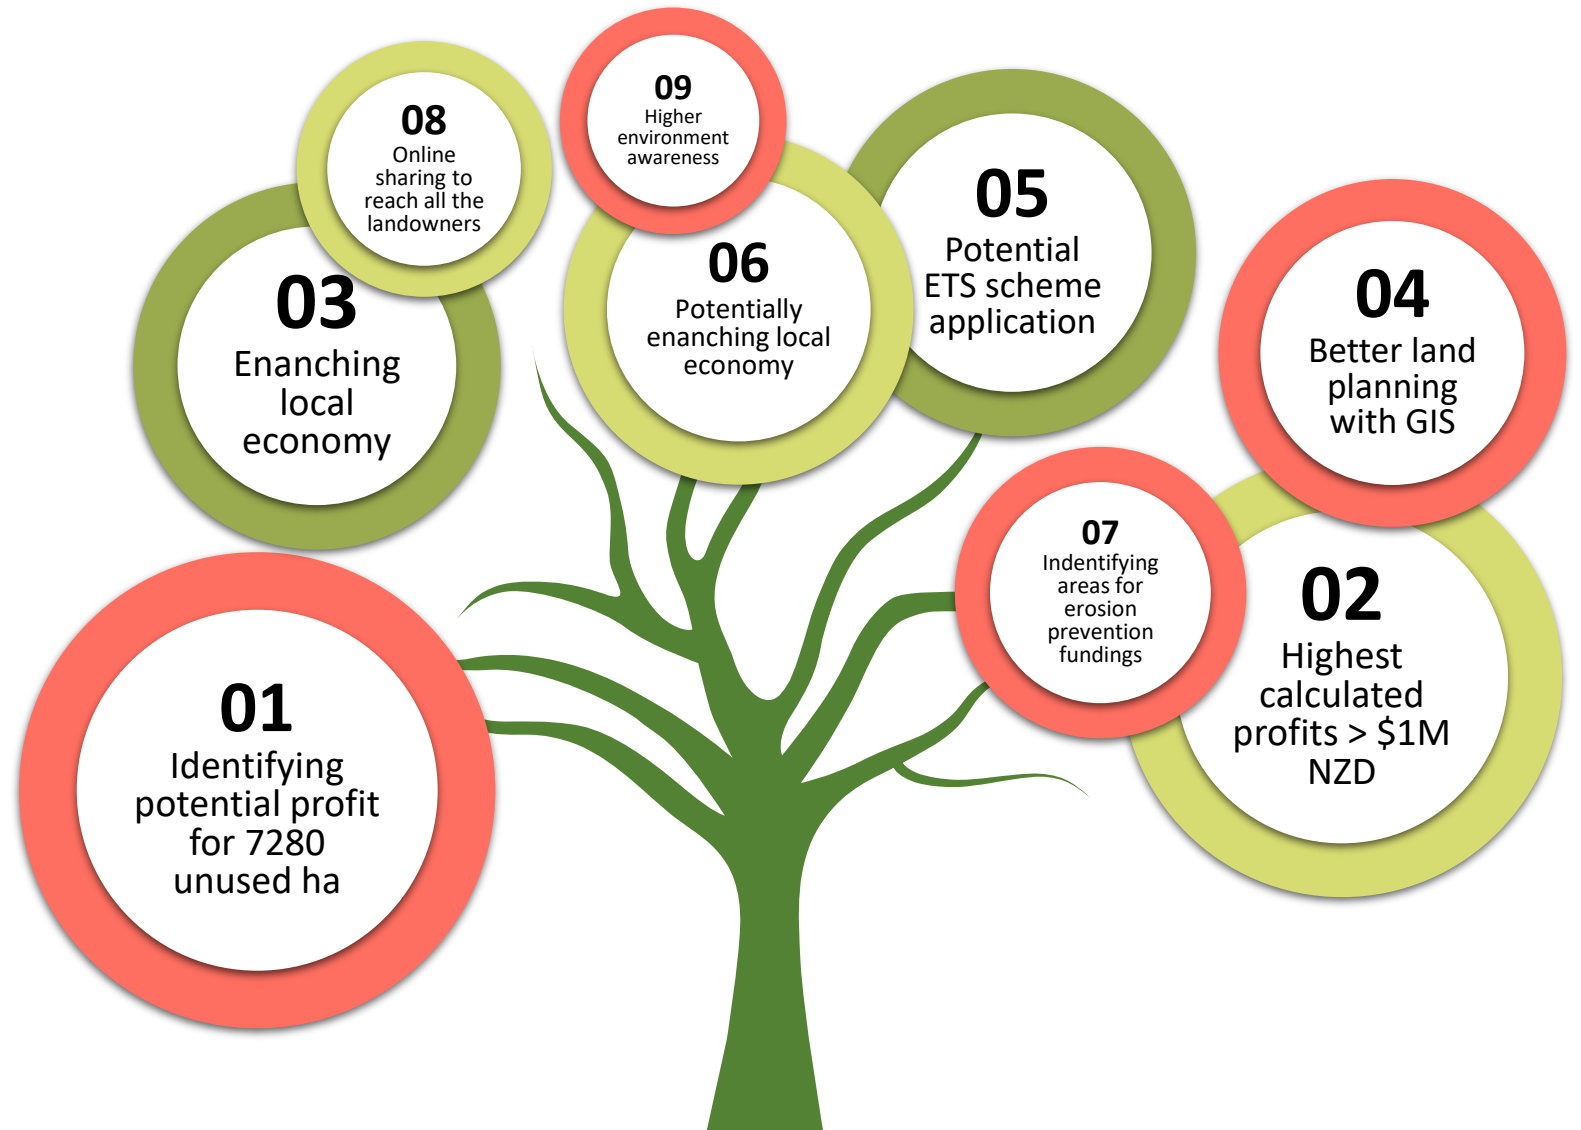 08
Online
sharing to
reach all the
landowners
09
Higher
environment
awareness
05
Potential
ETS scheme
application
03
Enanching
local
economy
06
Potentially
enanching local
economy
04
Better land
planning
with GIS
07
Indentifying
areas for
erosion
prevention
fundings
02
Highest
calculated
profits > $1M
NZD
01
Identifying
potential profit
for 7280
unused ha